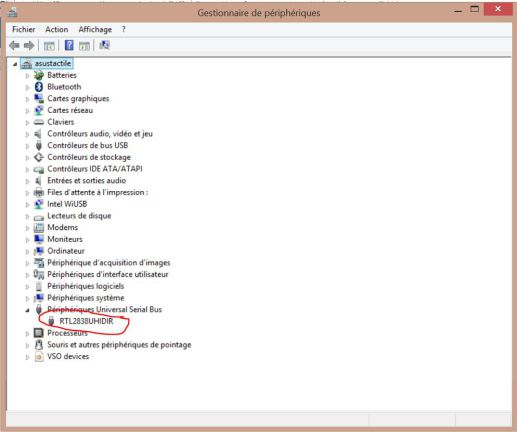 Gestionnaire de périphériques
Fichier Action Affichage ?
asustactile
Batteries
Bluetooth
Cartes graphiques
Cartes réseau
Claviers
Contrôleurs audio, vidéo et jeu
Contrôleurs de bus USB
Contrôleurs de stockage
Contrôleurs IDE ATA/ATAPI
Entrées et sorties audio
Files d'attente à l'impression :
Intel WiUSB
Lecteurs de disque
Modems
Moniteurs
Ordinateur
Périphérique d'acquisition d'images
Périphériques d'interface utilisateur
Périphériques logiciels
Périphériques système
Périphériques Universal Serial Bus
RTL2838UHIDIR
Processeurs
Souris et autres périphériques de pointage
VSO devices